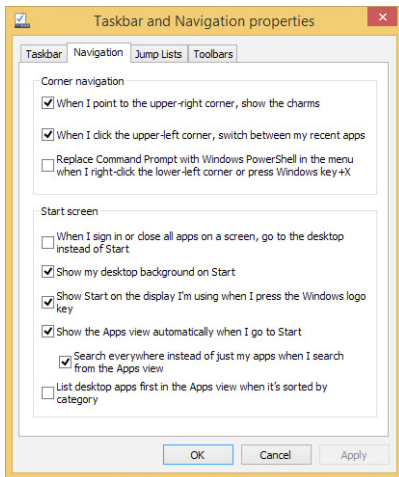 Taskbar and Navigation properties
Taskbar Navigation Jump Lists Toolbars
Corner navigation
When I point to the upper-right corner, show the charms
When I click the upper-left corner, switch between my recent apps
Replace Command Prompt with Windows PowerShell in the menu
when I right-click the lower-left corner or press Windows key+X
Start screen
When I sign in or close all apps on a screen, go to the desktop
instead of Start
Show my desktop background on Start
Show Start on the display I'm using when I press the Windows logo
key
Show the Apps view automatically when I go to Start
Search everywhere instead of just my apps when I search
from the Apps view
List desktop apps first in the Apps view when it's sorted by
category
OK Cancel Apply